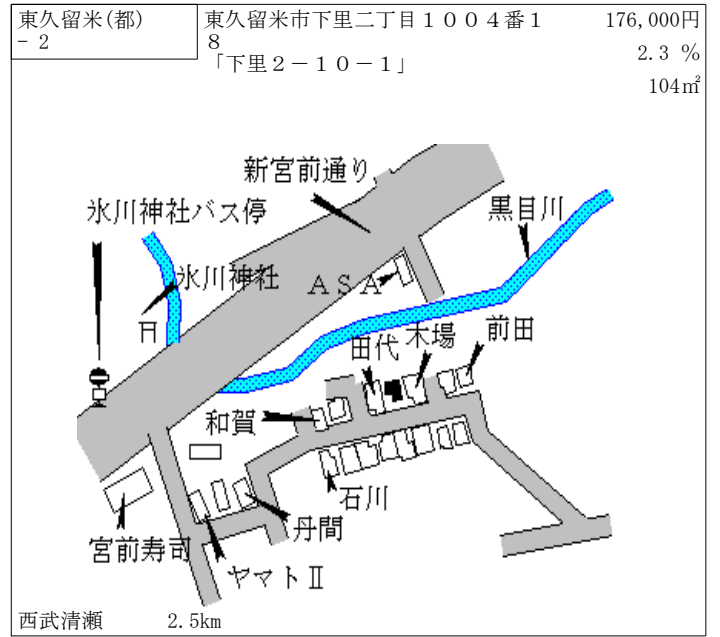 東久留米(都)
－２
東久留米市下里二丁目１００４番１
８
「下里２－１０－１」
176,000円
2.3 %
104㎡
新宮前通り
氷川神社バス停
黒目川
氷川神社
ＡＳＡ
田代
木場
前田
和賀
石川
丹間
宮前寿司
ヤマトⅡ
西武清瀬 2.5km